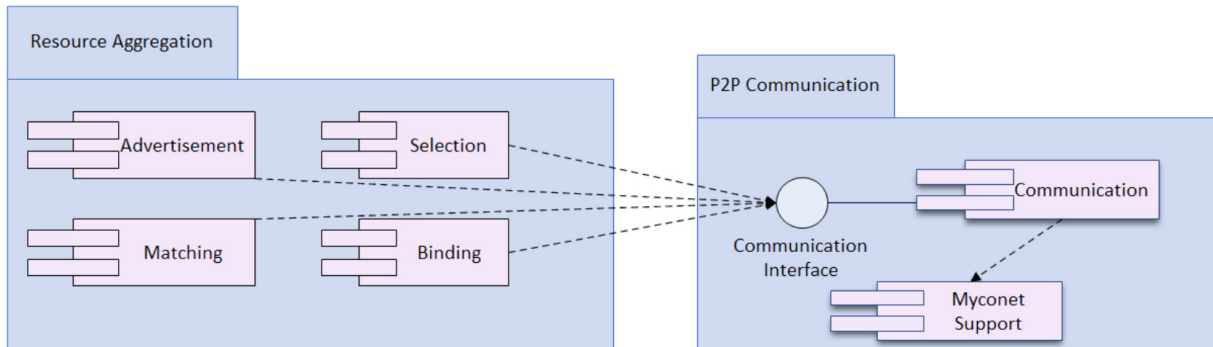 Resource Aggregation
Advertisement
Selection
Matching
Binding
P2P Communication
Communication
Communication
Interface
Myconet
Support